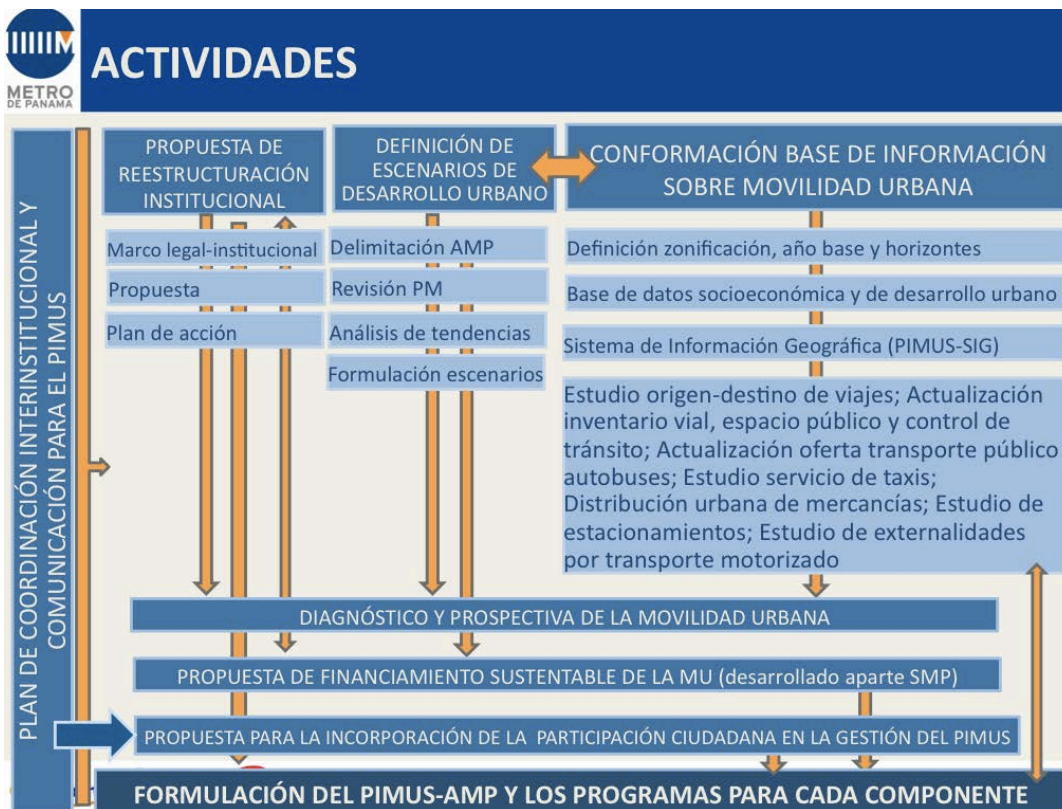 METRO
DE PANAMA
ACTIVIDADES
PLAN DE COORDINACIÓN INTERINSTITUCIONAL Y
COMUNICACIÓN PARA EL PIMUS
PROPUESTA DE
REESTRUCTURACIÓN
INSTITUCIONAL
Marco legal-institucional
Propuesta
Plan de acción
DEFINICIÓN DE
ESCENARIOS DE
DESARROLLO URBANO
Delimitación AMP
Revisión PM
Análisis de tendencias
Formulación escenarios
CONFORMACIÓN BASE DE INFORMACIÓN
SOBRE MOVILIDAD URBANA
Definición zonificación, año base y horizontes
Base de datos socioeconómica y de desarrollo urbano
Sistema de Información Geográfica (PIMUS-SIG)
Estudio origen-destino de viajes; Actualización
inventario vial, espacio público y control de
tránsito; Actualización oferta transporte público
autobuses; Estudio servicio de taxis;
Distribución urbana de mercancías; Estudio de
estacionamientos; Estudio de externalidades
por transporte motorizado
DIAGNÓSTICO Y PROSPECTIVA DE LA MOVILIDAD URBANA
PROPUESTA DE FINANCIAMIENTO SUSTENTABLE DE LA MU (desarrollado aparte SMP)
PROPUESTA PARA LA INCORPORACIÓN DE LA PARTICIPACIÓN CIUDADANA EN LA GESTIÓN DEL PIMUS
FORMULACIÓN DEL PIMUS-AMP Y LOS PROGRAMAS PARA CADA COMPONENTE